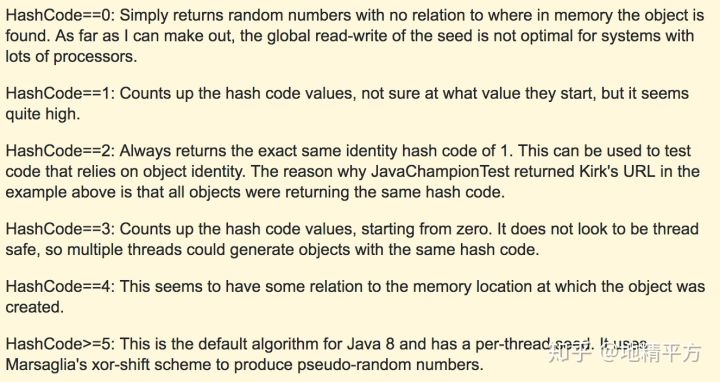 HashCode==0: Simply returns random numbers with no relation to where in memory the object is
found. As far as I can make out, the global read-write of the seed is not optimal for systems with
lots of processors.
HashCode==1: Counts up the hash code values, not sure at what value they start, but it seems
quite high.
HashCode==2: Always returns the exact same identity hash code of 1. This can be used to test
code that relies on object identity. The reason why JavaChampionTest returned Kirk's URL in the
example above is that all objects were returning the same hash code.
HashCode==3: Counts up the hash code values, starting from zero. It does not look to be thread
safe, so multiple threads could generate objects with the same hash code.
HashCode==4: This seems to have some relation to the memory location at which the object was
created.
HashCode>=5: This is the default algorithm for Java 8 and has a per-thread seed. It uses
Marsaglia's xor-shift scheme to produce pseudo-random numbers.
知乎 @地精平方